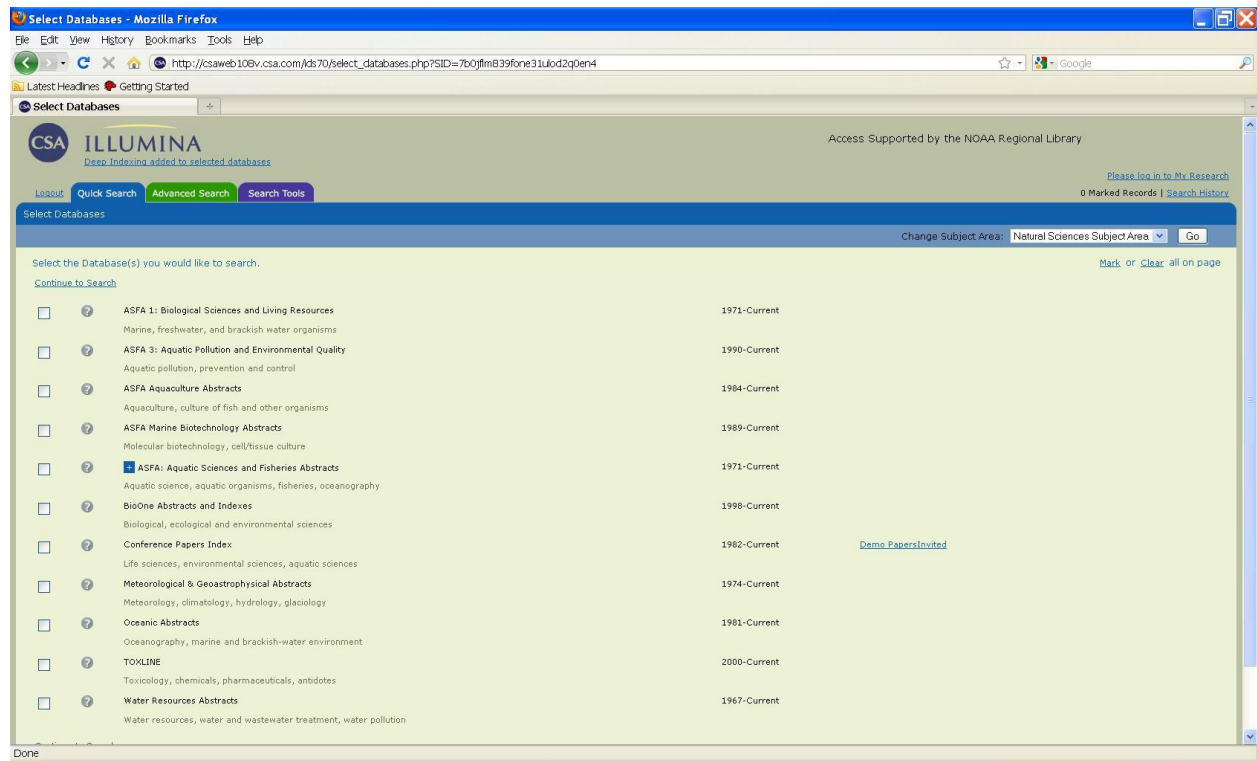 Select Databases - Mozilla Firefox
File Edit View History Bookmarks Tools Help
http://csaweb108v.csa.com/ids70/select_databases.php?SID=7b0jflm839fone31ulod2q0en4 Google
Latest Headlines Getting Started
Select Databases
CSA ILLUMINA Access Supported by the NOAA Regional Library
Deep Indexing added to selected databases
Please log in to My Research
Logout Quick Search Advanced Search Search Tools 0 Marked Records | Search History
Select Databases
Change Subject Area: Natural Sciences Subject Area Go
Select the Database(s) you would like to search. Mark or Clear all on page
Continue to Search
ASFA 1: Biological Sciences and Living Resources 1971-Current
Marine, freshwater, and brackish water organisms
ASFA 3: Aquatic Pollution and Environmental Quality 1990-Current
Aquatic pollution, prevention and control
ASFA Aquaculture Abstracts 1984-Current
Aquaculture, culture of fish and other organisms
ASFA Marine Biotechnology Abstracts 1989-Current
Molecular biotechnology, cell/tissue culture
ASFA: Aquatic Sciences and Fisheries Abstracts 1971-Current
Aquatic science, aquatic organisms, fisheries, oceanography
BioOne Abstracts and Indexes 1998-Current
Biological, ecological and environmental sciences
Conference Papers Index 1982-Current Demo PapersInvited
Life sciences, environmental sciences, aquatic sciences
Meteorological & Geoastrophysical Abstracts 1974-Current
Meteorology, climatology, hydrology, glaciology
Oceanic Abstracts 1981-Current
Oceanography, marine and brackish-water environment
TOXLINE 2000-Current
Toxicology, chemicals, pharmaceuticals, antidotes
Water Resources Abstracts 1967-Current
Water resources, water and wastewater treatment, water pollution
Done